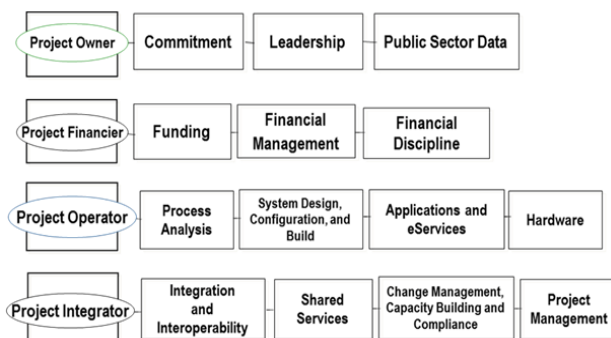 Project Owner
Commitment
Leadership
Public Sector Data
Project Financier
Funding
Financial
Management
Financial
Discipline
Project Operator
Process
Analysis
System Design,
Configuration, and
Build
Applications and
eServices
Hardware
Project Integrator
Integration
and
Interoperability
Shared
Services
Change Management,
Capacity Building and
Compliance
Project
Management